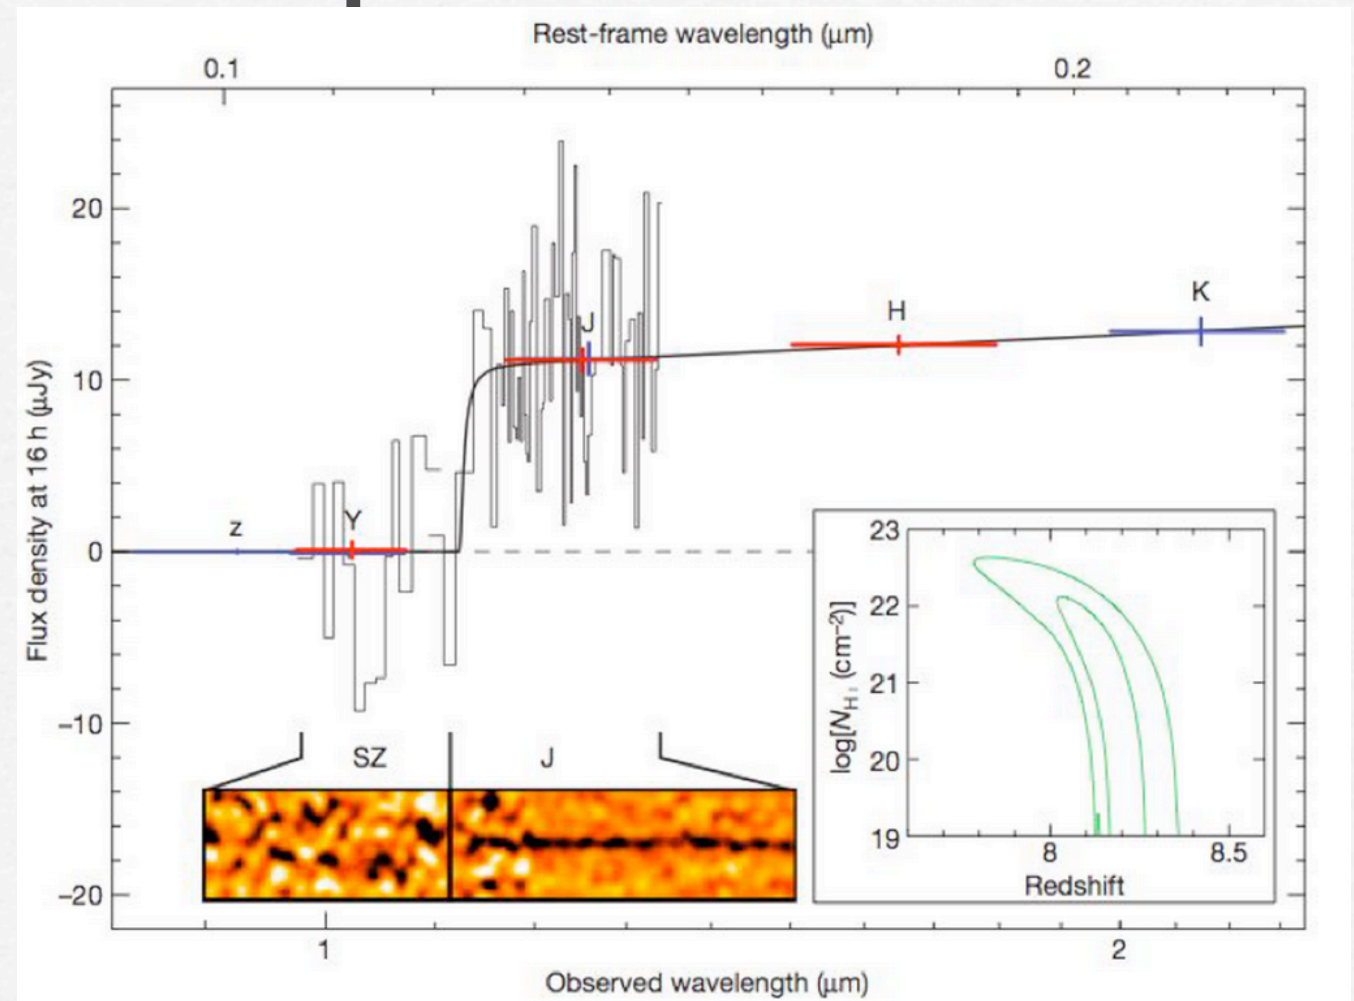 Rest-frame wavelength (μm)
0.1 0.2
20
10
0
–10
–20
Flux density at 16 h (μJy)
z
Y
J
H
K
SZ J
23
22
21
20
19
log[N_H I (cm⁻²)]
8 8.5
Redshift
1 2
Observed wavelength (μm)